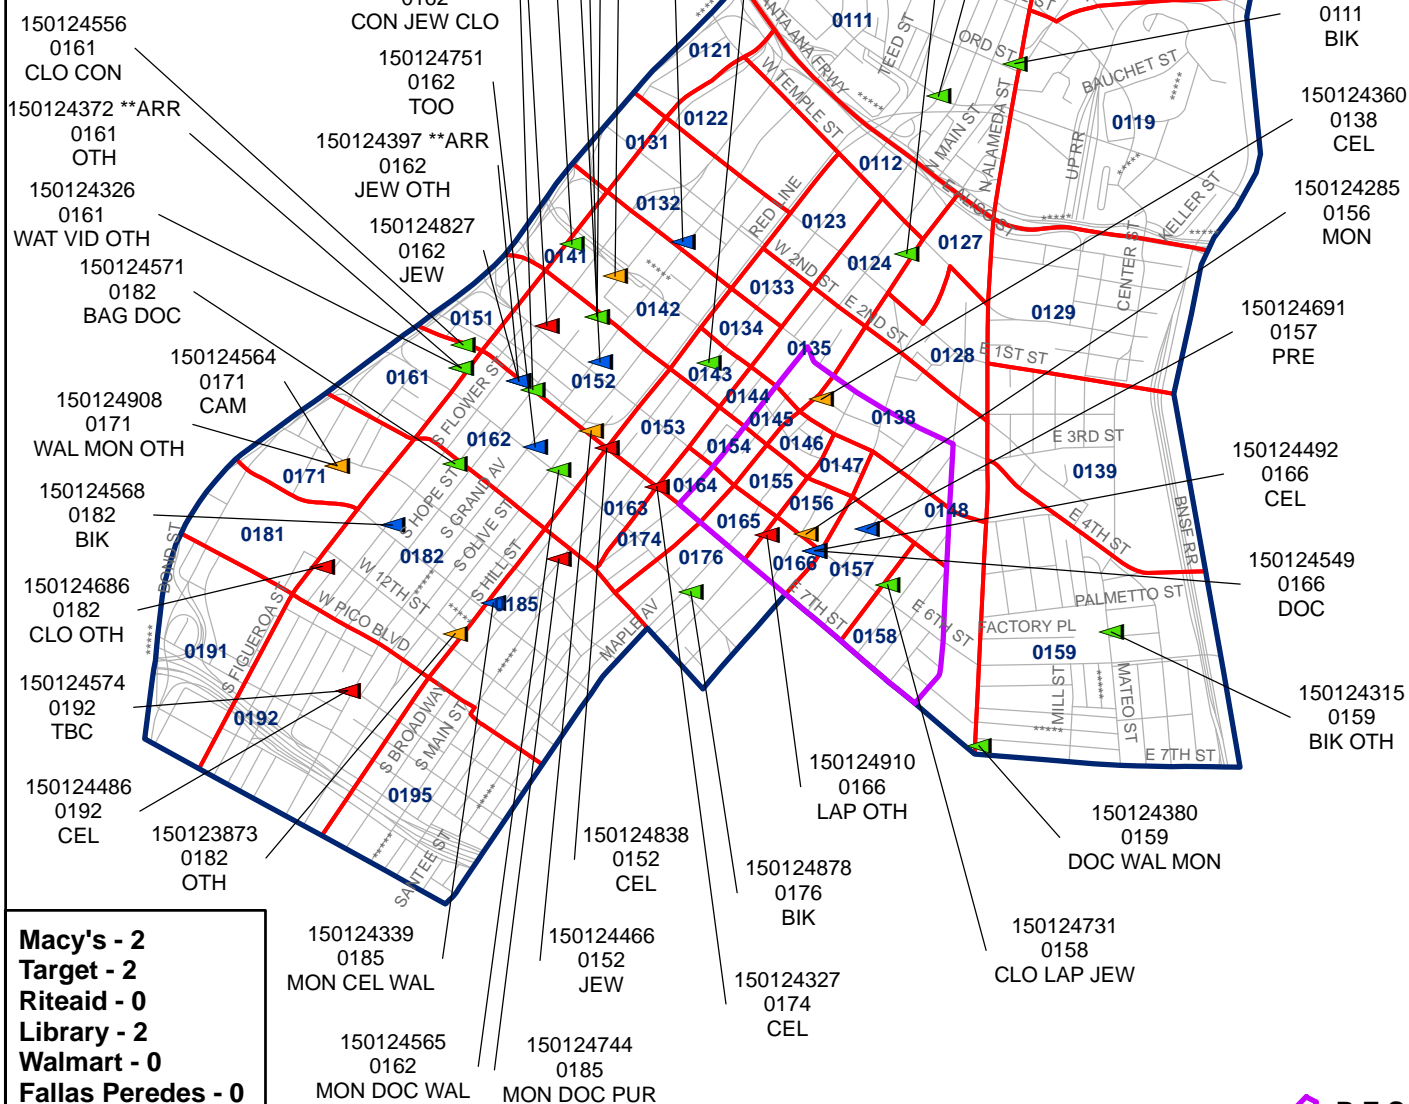 150124556
0161
CLO CON
150124372 **ARR
0161
OTH
150124326
0161
WAT VID OTH
150124571
0182
BAG DOC
150124564
0171
CAM
150124908
0171
WAL MON OTH
150124568
0182
BIK
150124686
0182
CLO OTH
150124574
0192
TBC
150124486
0192
CEL
150123873
0182
OTH
0162
CON JEW CLO
150124751
0162
TOO
150124397 **ARR
0162
JEW OTH
150124827
0162
JEW
0111
BIK
150124360
0138
CEL
150124285
0156
MON
150124691
0157
PRE
150124492
0166
CEL
150124549
0166
DOC
150124315
0159
BIK OTH
150124380
0159
DOC WAL MON
150124910
0166
LAP OTH
150124731
0158
CLO LAP JEW
150124878
0176
BIK
150124838
0152
CEL
150124327
0174
CEL
150124466
0152
JEW
150124339
0185
MON CEL WAL
150124565
0162
MON DOC WAL
150124744
0185
MON DOC PUR
0111
0121
0122
0131
0112
0119
0132
0123
0127
0141
0124
0133
0142
0134
0129
0151
0135
0128
0143
0152
0161
0144
0145
0138
0153
0162
0154
0146
0147
0139
0171
0164
0155
0156
0148
0163
0165
0181
0174
0182
0176
0166
0157
0185
0158
0159
0191
0192
0195
TEED ST
ORD ST
BAUCHET ST
W TEMPLE ST
N MAIN ST
N ALAMEDA ST
UP RR
KELLER ST
CENTER ST
RED LINE
W 2ND ST
E 2ND ST
E 1ST ST
E 3RD ST
E 4TH ST
BNSF RR
PALMETTO ST
FACTORY PL
MILL ST
MATEO ST
E 7TH ST
E 6TH ST
E 7TH ST
MAPLE AV
S FLOWER ST
S HOPE ST
S GRAND AV
S OLIVE ST
S HILL ST
W 12TH ST
W PICO BLVD
S FIGUEROA ST
BOND ST
S BROADWAY
S MAIN ST
SANTEE ST
Macy's - 2
Target - 2
Riteaid - 0
Library - 2
Walmart - 0
Fallas Peredes - 0